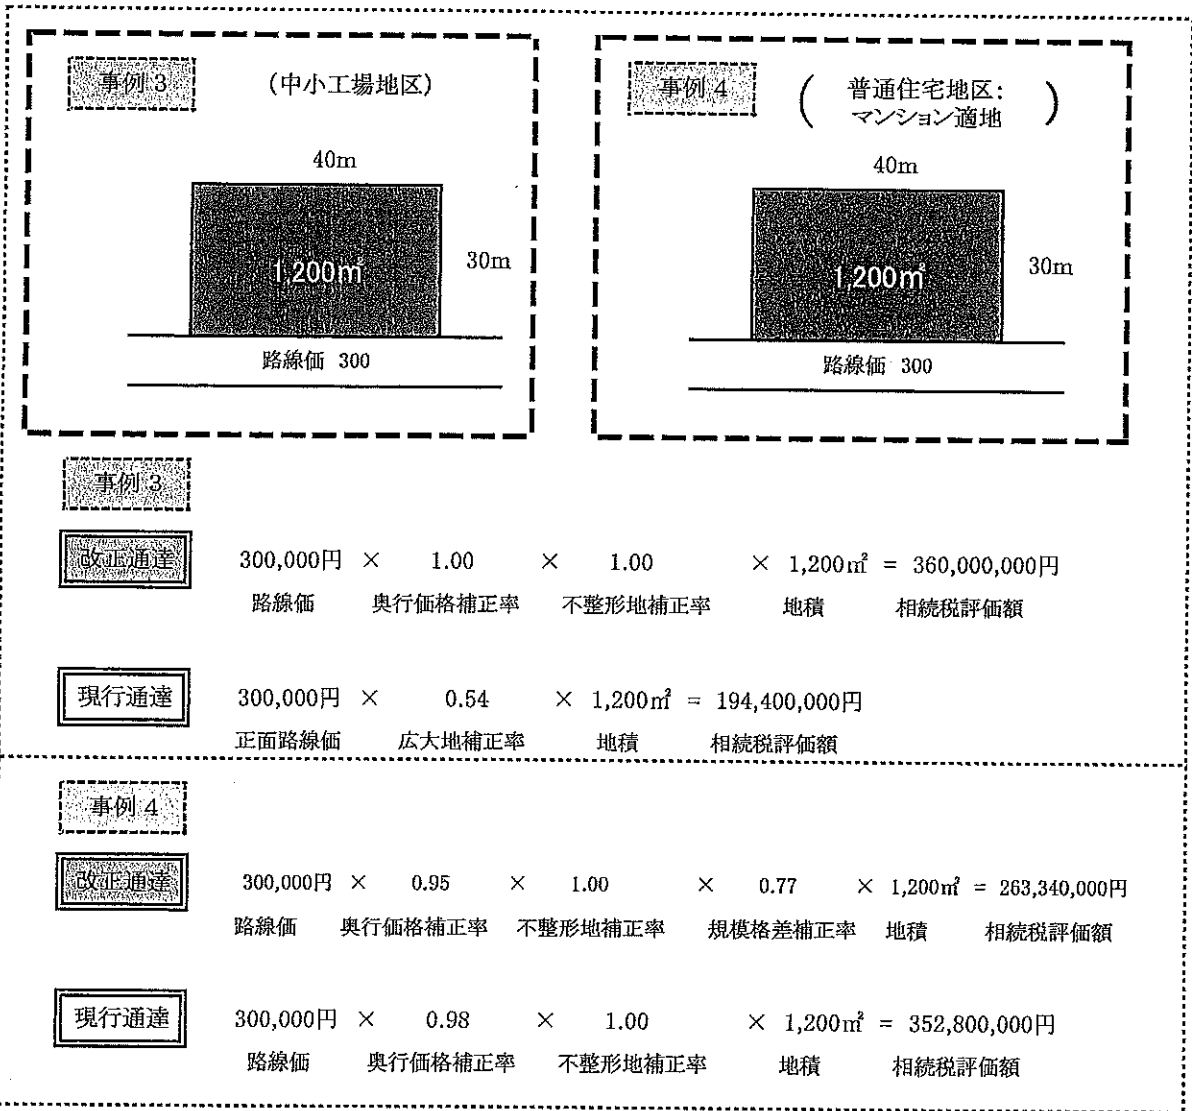 事例 3 (中小工場地区)
40m
1,200㎡
30m
路線価 300
事例 4 (普通住宅地区:
マンション適地)
40m
1,200㎡
30m
路線価 300
事例 3
改正通達 300,000円 × 1.00 × 1.00 × 1,200㎡ = 360,000,000円
路線価 奥行価格補正率 不整形地補正率 地積 相続税評価額
現行通達 300,000円 × 0.54 × 1,200㎡ = 194,400,000円
正面路線価 広大地補正率 地積 相続税評価額
事例 4
改正通達 300,000円 × 0.95 × 1.00 × 0.77 × 1,200㎡ = 263,340,000円
路線価 奥行価格補正率 不整形地補正率 規模格差補正率 地積 相続税評価額
現行通達 300,000円 × 0.98 × 1.00 × 1,200㎡ = 352,800,000円
路線価 奥行価格補正率 不整形地補正率 地積 相続税評価額